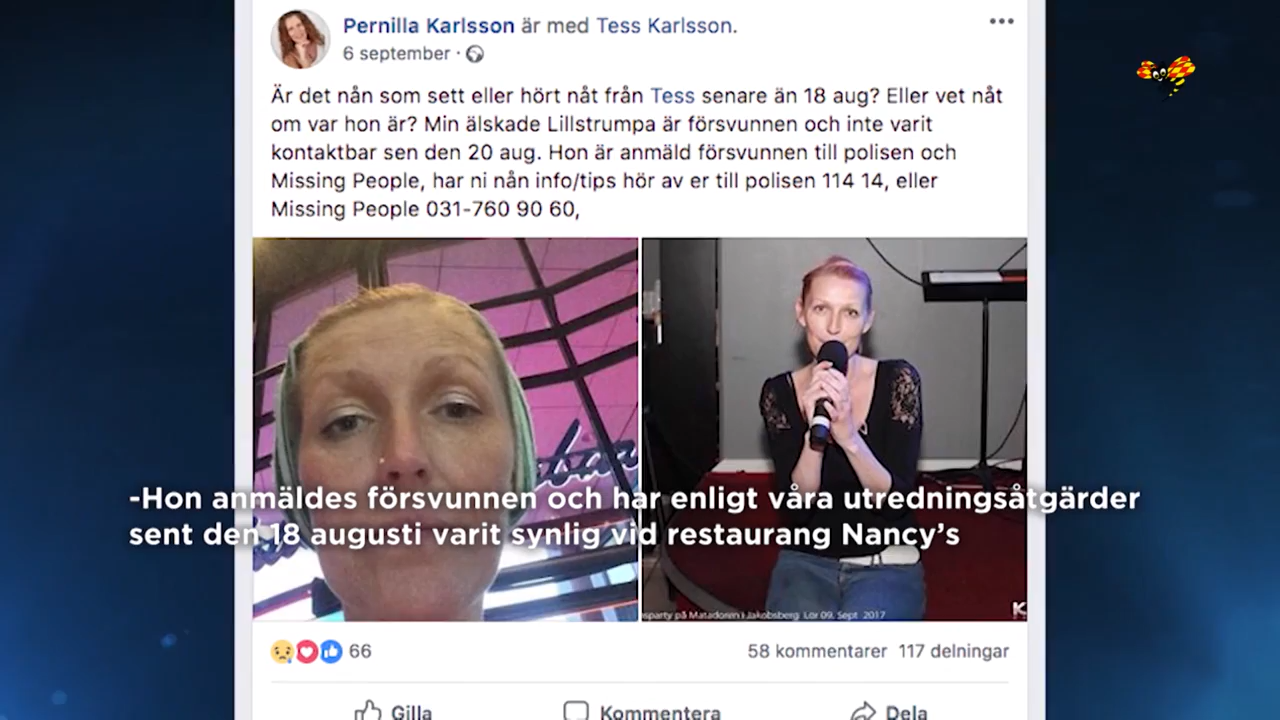 Pernilla Karlsson är med Tess Karlsson.
6 september ·
Är det nån som sett eller hört nåt från Tess senare än 18 aug? Eller vet nåt
om var hon är? Min älskade Lillstrumpa är försvunnen och inte varit
kontaktbar sen den 20 aug. Hon är anmäld försvunnen till polisen och
Missing People, har ni nån info/tips hör av er till polisen 114 14, eller
Missing People 031-760 90 60,
-Hon anmäldes försvunnen och har enligt våra utredningsåtgärder
sent den 18 augusti varit synlig vid restaurang Nancy's
sparty på Matadoren i Jakobsberg Lör 09. Sept 2017
K
66
58 kommentarer 117 delningar
Gilla Kommentera Dela